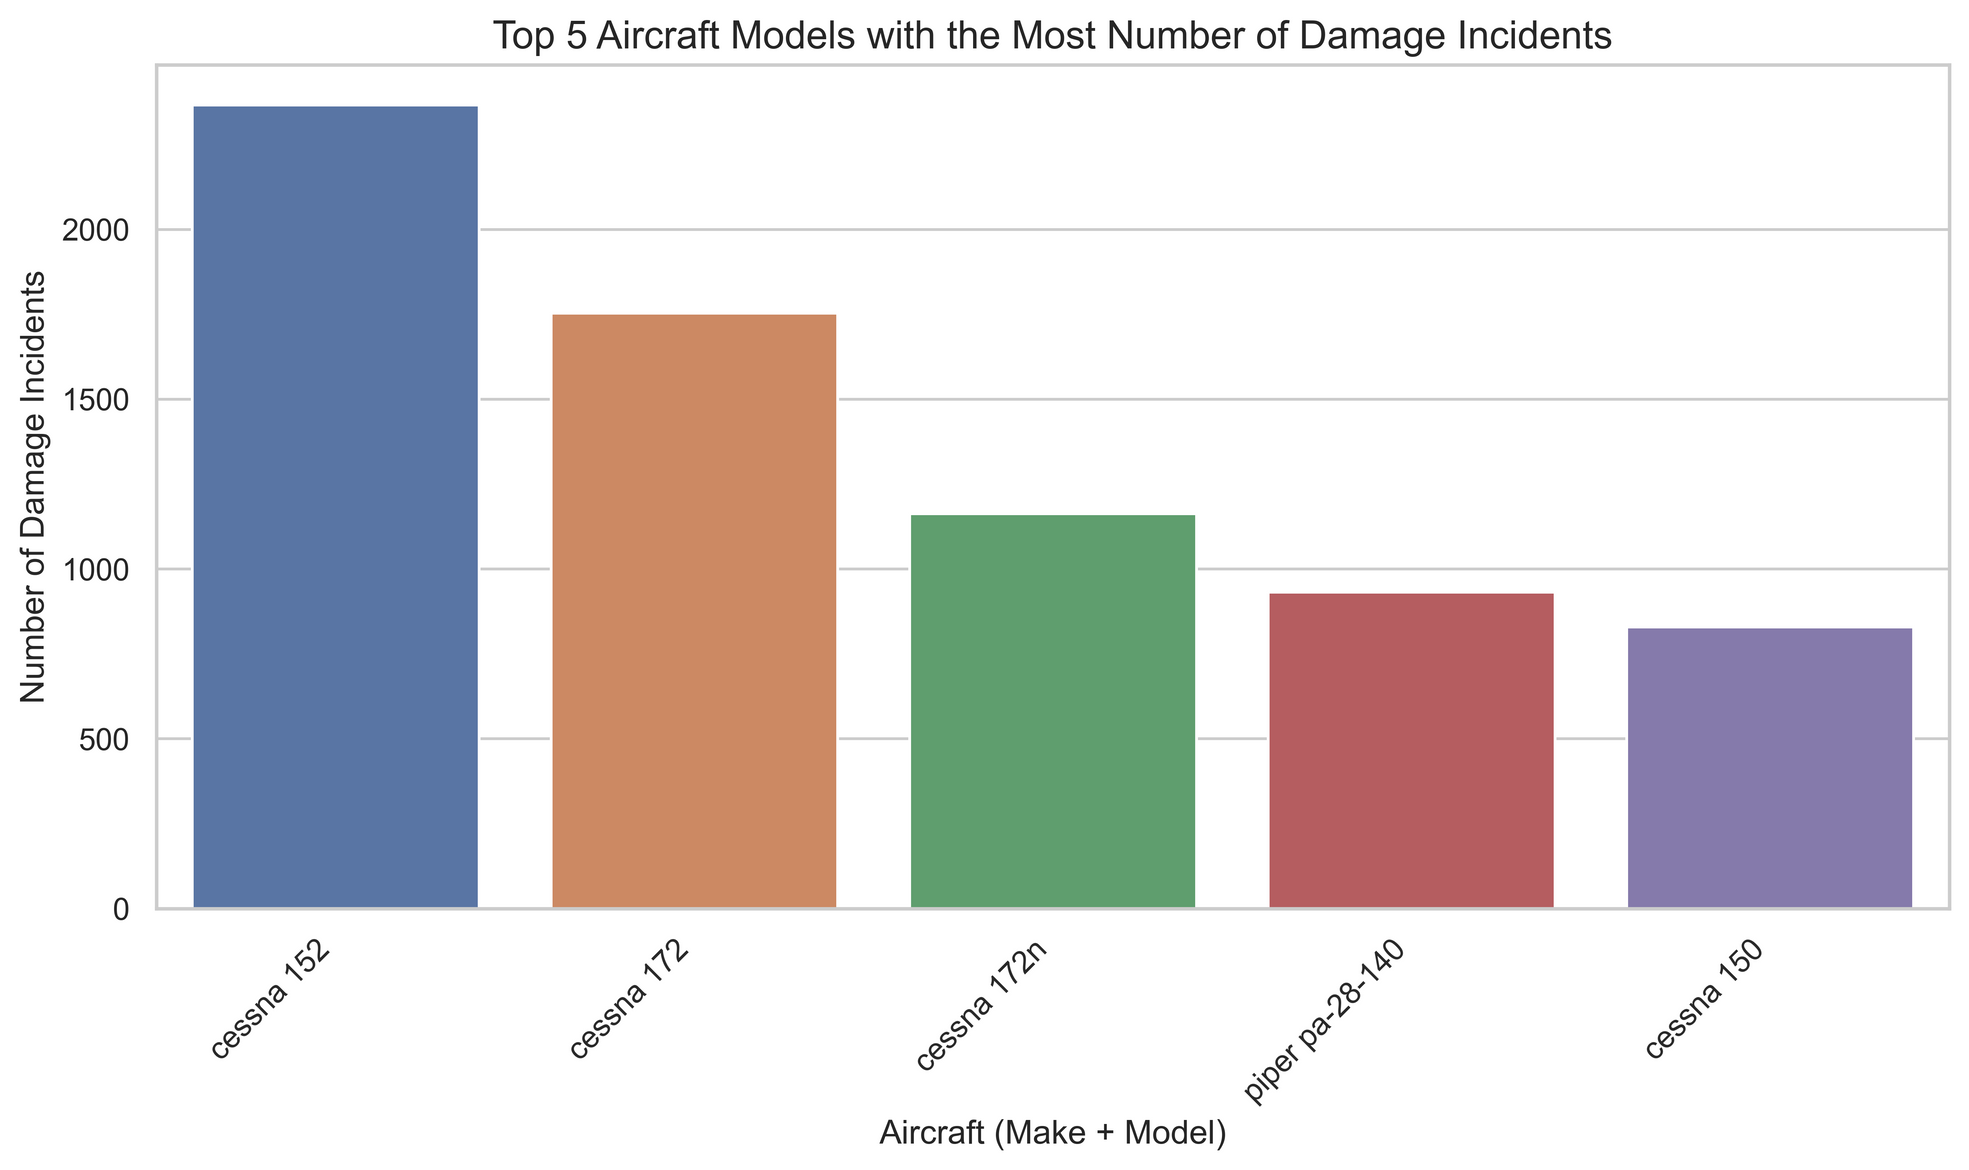 Top 5 Aircraft Models with the Most Number of Damage Incidents
Number of Damage Incidents
2000
1500
1000
500
0
cessna 152
cessna 172
cessna 172n
piper pa-28-140
cessna 150
Aircraft (Make + Model)